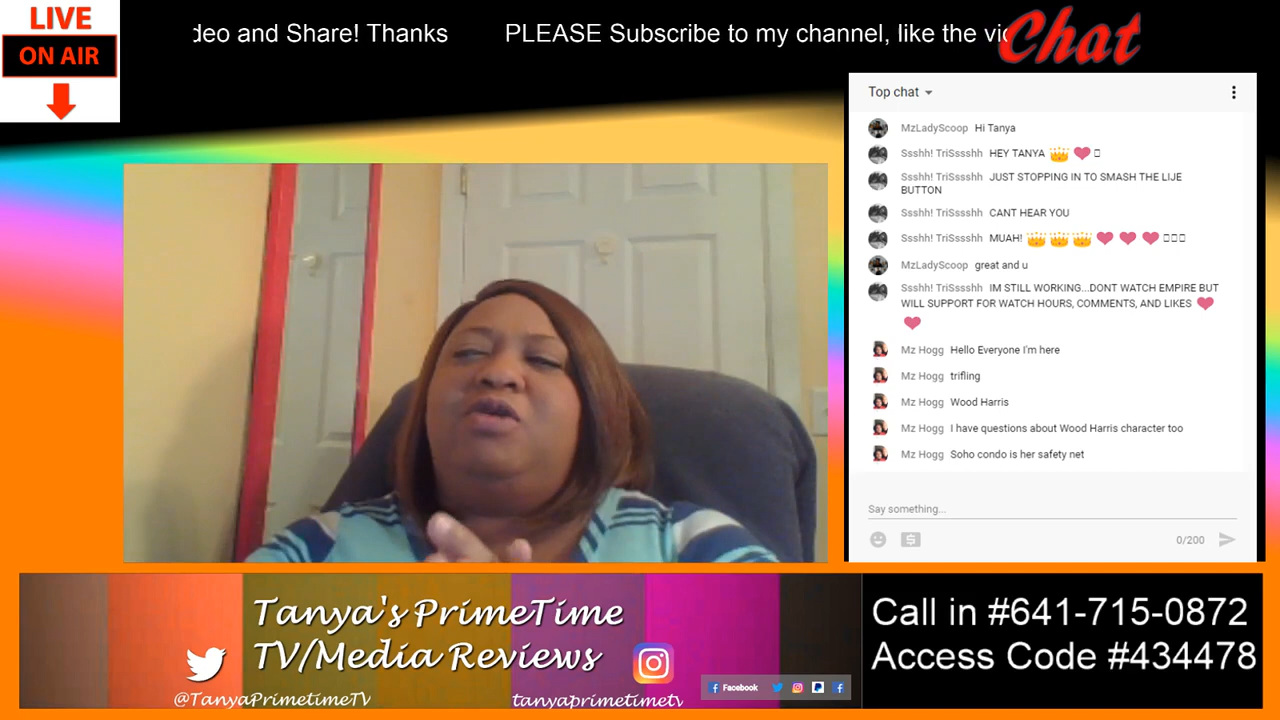 LIVE
ON AIR
deo and Share! Thanks PLEASE Subscribe to my channel, like the vi
Chat
Top chat
MzLadyScoop Hi Tanya
Ssshh! TriSsshh HEY TANYA
Ssshh! TriSsshh JUST STOPPING IN TO SMASH THE LIJE
BUTTON
Ssshh! TriSsshh CANT HEAR YOU
Ssshh! TriSsshh MUAH!
MzLadyScoop great and u
Ssshh! TriSsshh IM STILL WORKING...DONT WATCH EMPIRE BUT
WILL SUPPORT FOR WATCH HOURS, COMMENTS, AND LIKES
Mz Hogg Hello Everyone I'm here
Mz Hogg trifling
Mz Hogg Wood Harris
Mz Hogg I have questions about Wood Harris character too
Mz Hogg Soho condo is her safety net
Say something...
0/200
Tanya's PrimeTime
TV/Media Reviews
@TanyaPrimetimeTV
tanyaprimetimetv
Facebook
Call in #641-715-0872
Access Code #434478